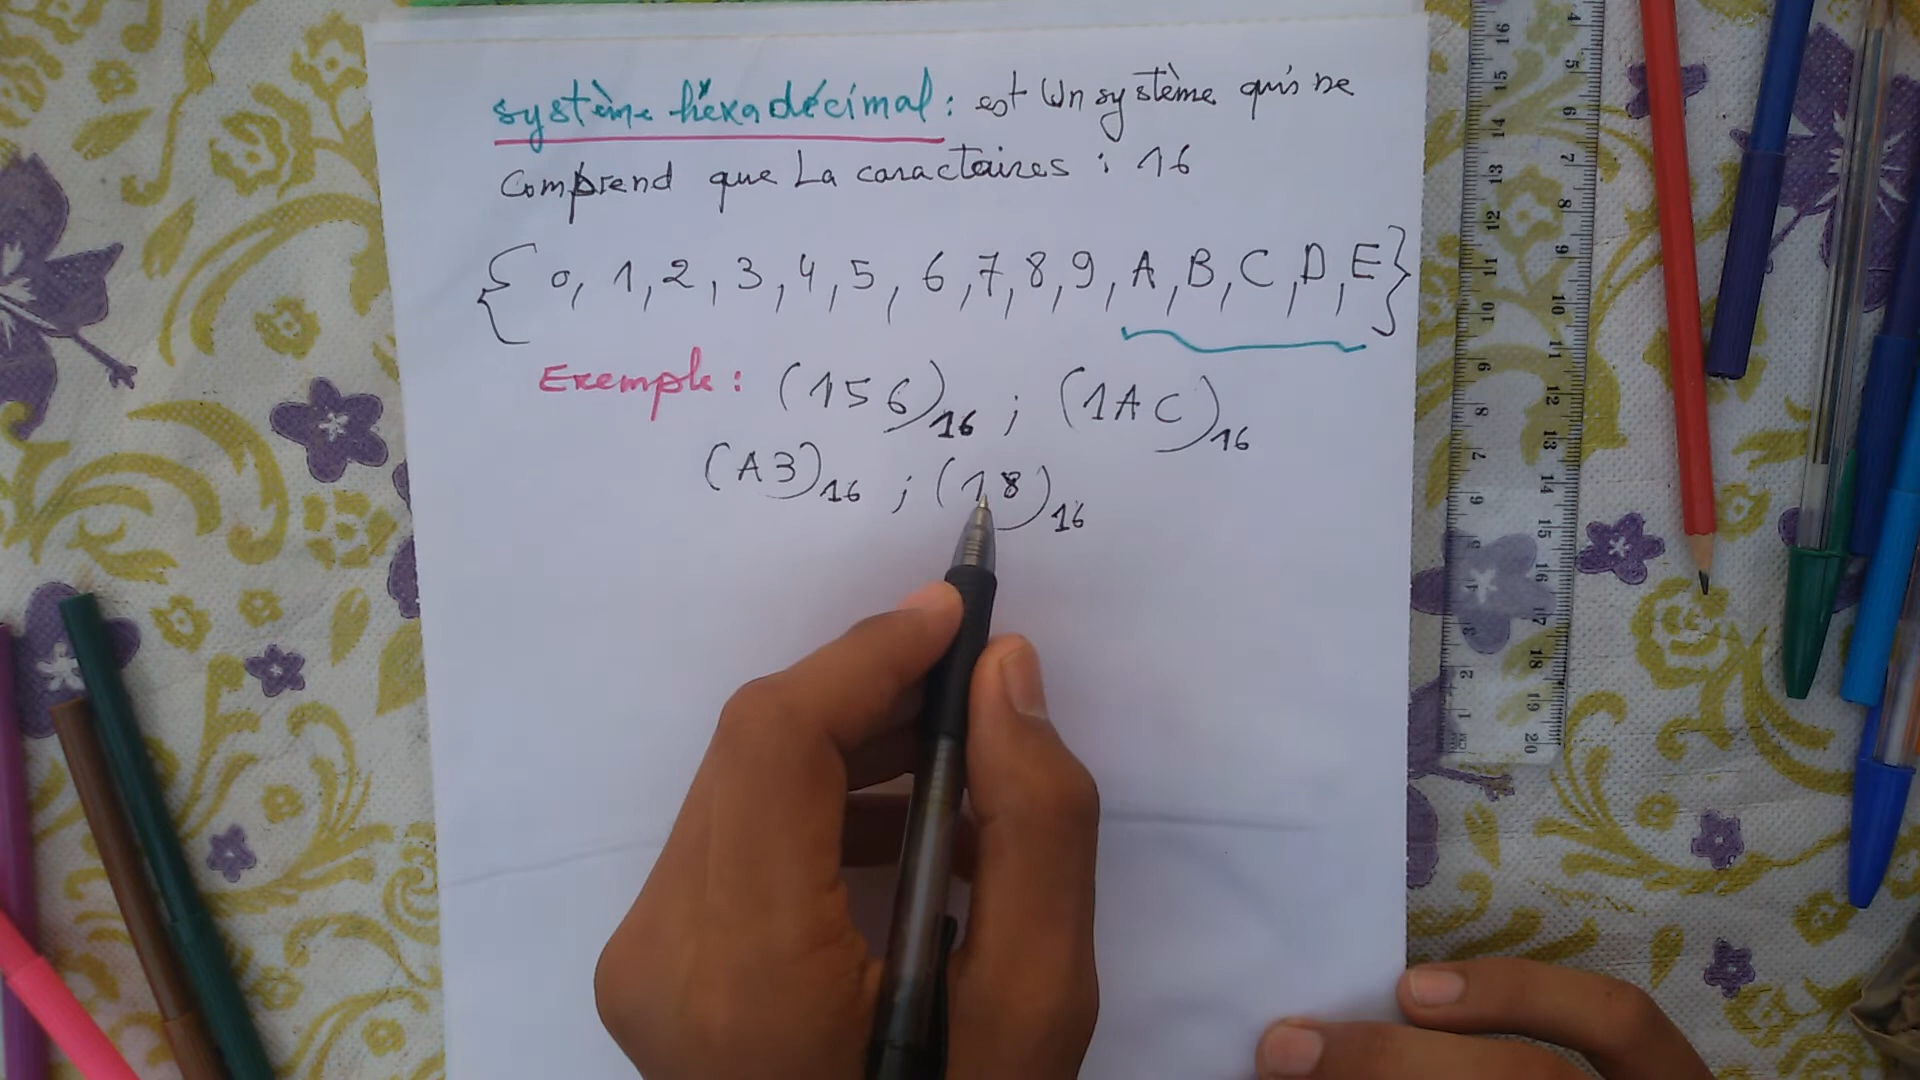 système héxadécimal : est Un système qui ne
comprend que La caractaires : 16
{ 0, 1, 2, 3, 4, 5, 6, 7, 8, 9, A, B, C, D, E }
Exemple : (156)16 ; (1AC)16
(A3)16 ; (18)16